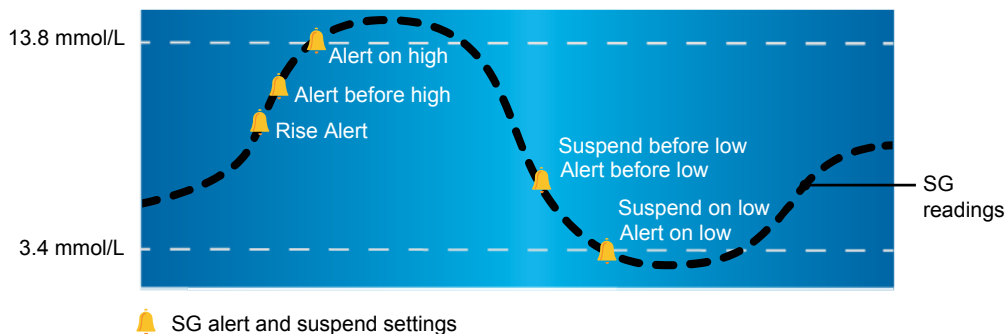 13.8 mmol/L
Alert on high
Alert before high
Rise Alert
Suspend before low
Alert before low
SG
readings
Suspend on low
Alert on low
3.4 mmol/L
SG alert and suspend settings